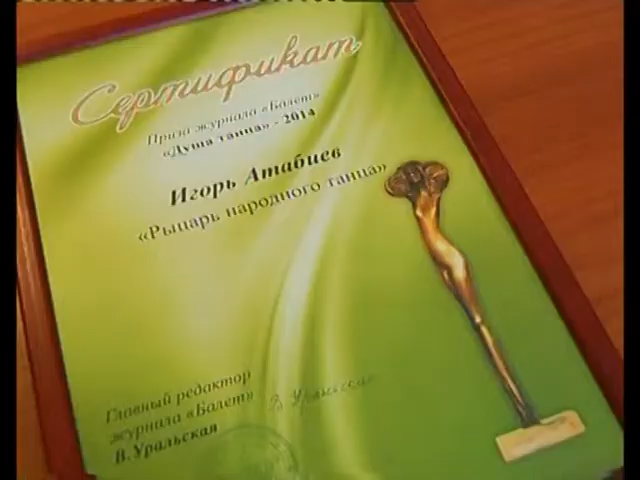 Сертификат
Приза журнала «Балет»
«Душа танца» - 2014
Игорь Атабиев
«Рыцарь народного танца»
Главный редактор
журнала «Балет»
В. Уральская